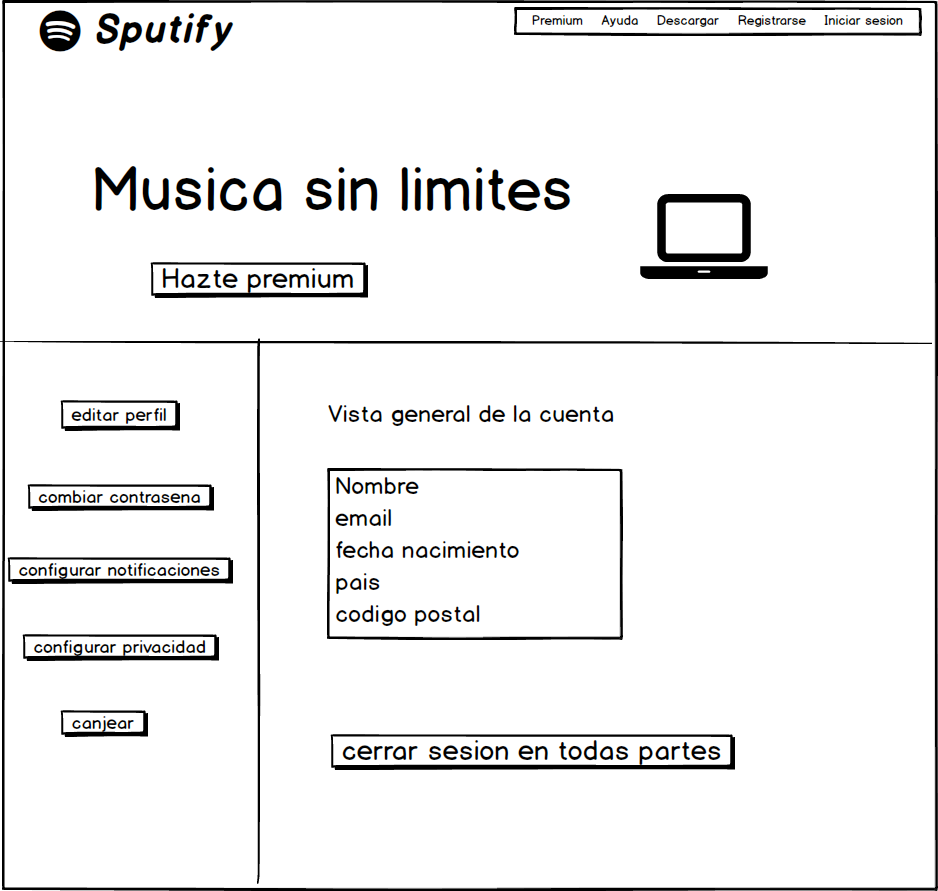 Sputify
Premium Ayuda Descargar Registrarse Iniciar sesion
Musica sin limites
Hazte premium
editar perfil
combiar contrasena
configurar notificaciones
configurar privacidad
canjear
Vista general de la cuenta
Nombre
email
fecha nacimiento
pais
codigo postal
cerrar sesion en todas partes